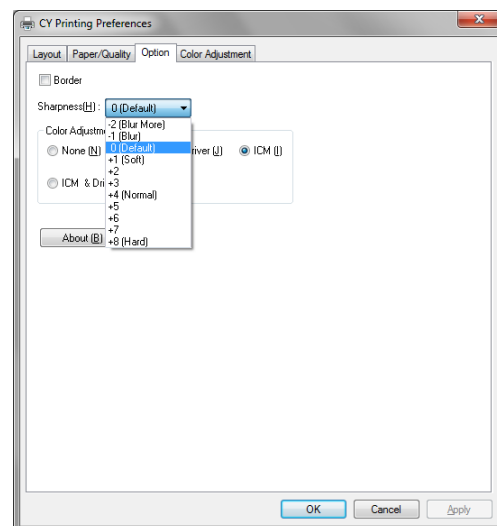 CY Printing Preferences
Layout Paper/Quality Option Color Adjustment
Border
Sharpness(H) : 0 (Default)
-2 (Blur More)
-1 (Blur)
0 (Default)
+1 (Soft)
+2
+3
+4 (Normal)
+5
+6
+7
+8 (Hard)
Color Adjustm
None (N) river (J) ICM (I)
ICM & Dri
About (B)
OK Cancel Apply